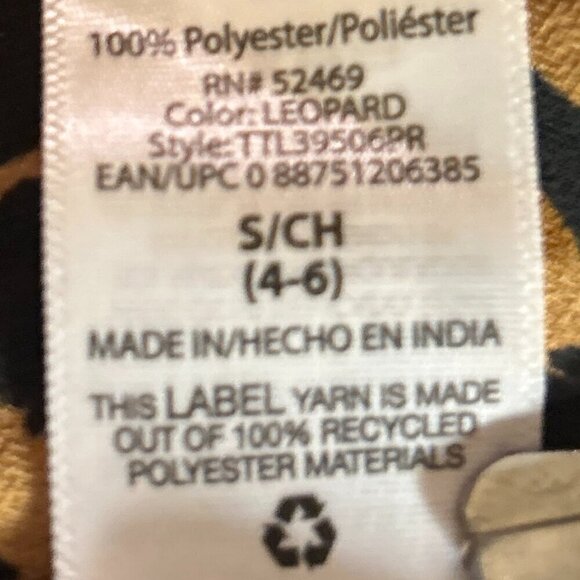 100% Polyester/Poliéster
RN# 52469
Color: LEOPARD
Style: TTL39506PR
EAN/UPC 0 88751206385
S/CH
(4-6)
MADE IN/HECHO EN INDIA
THIS LABEL YARN IS MADE
OUT OF 100% RECYCLED
POLYESTER MATERIALS